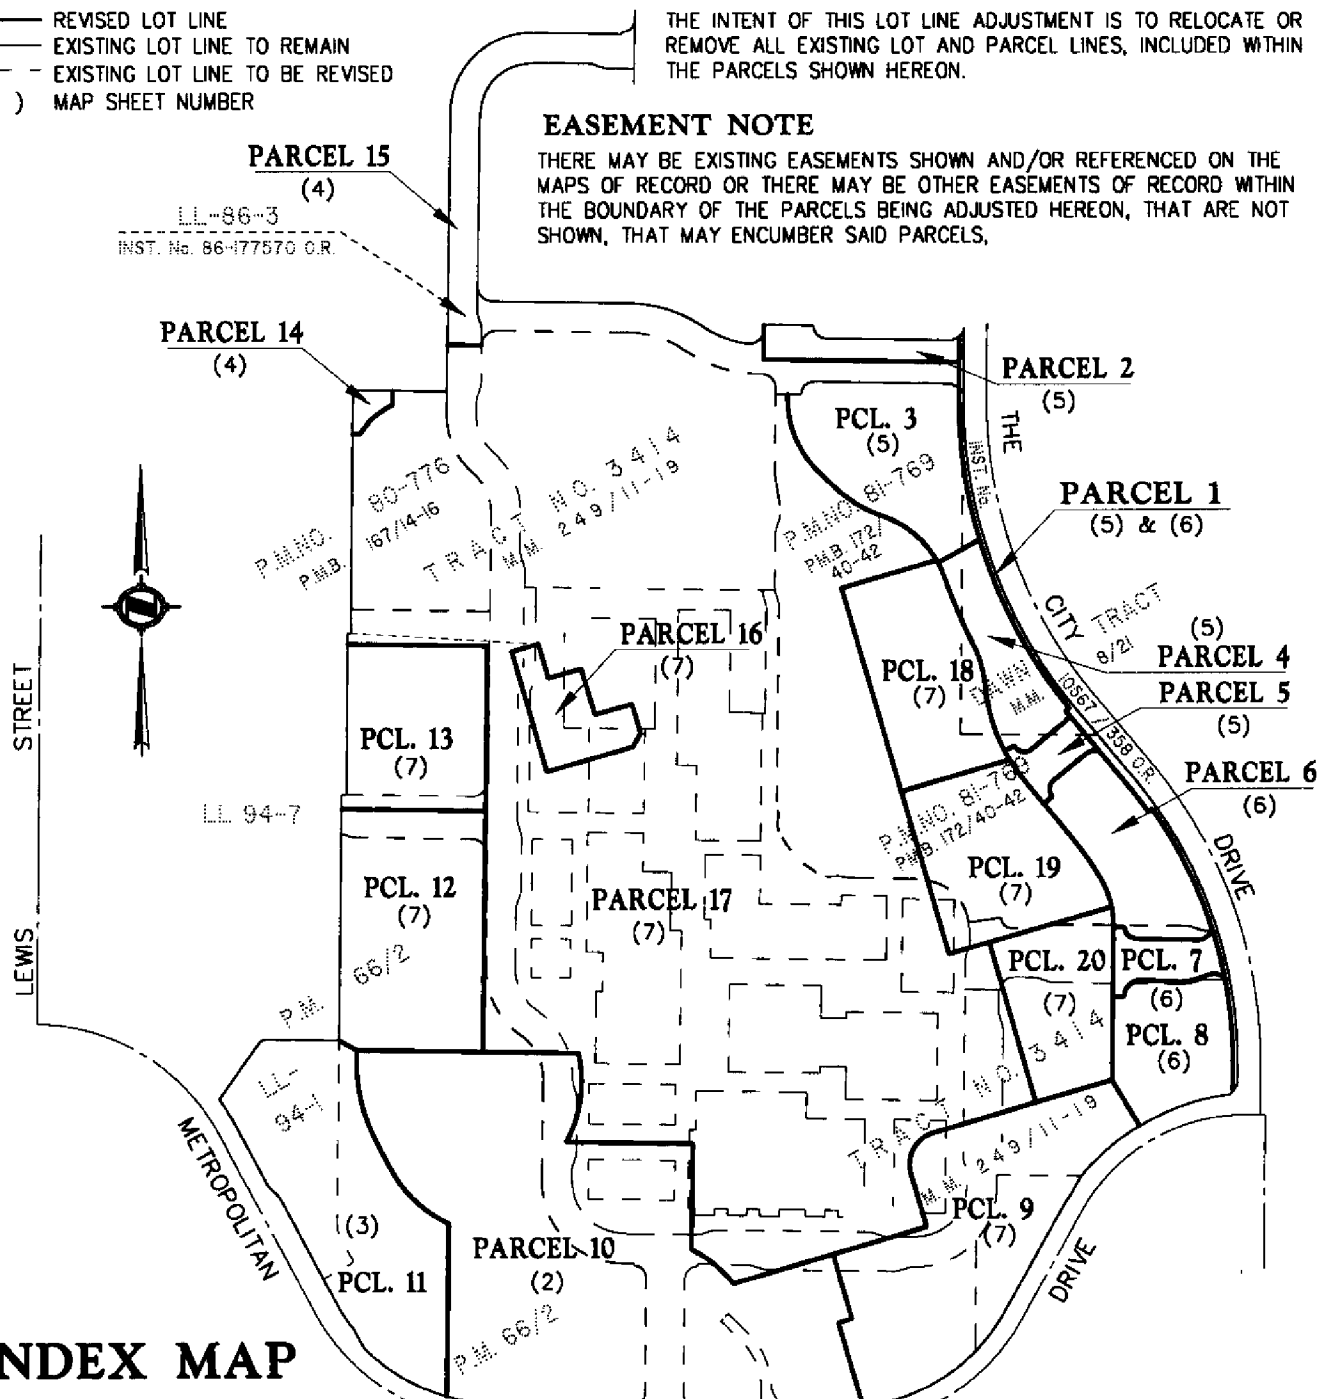 REVISED LOT LINE
EXISTING LOT LINE TO REMAIN
EXISTING LOT LINE TO BE REVISED
) MAP SHEET NUMBER
THE INTENT OF THIS LOT LINE ADJUSTMENT IS TO RELOCATE OR
REMOVE ALL EXISTING LOT AND PARCEL LINES, INCLUDED WITHIN
THE PARCELS SHOWN HEREON.
EASEMENT NOTE
THERE MAY BE EXISTING EASEMENTS SHOWN AND/OR REFERENCED ON THE
MAPS OF RECORD OR THERE MAY BE OTHER EASEMENTS OF RECORD WITHIN
THE BOUNDARY OF THE PARCELS BEING ADJUSTED HEREON, THAT ARE NOT
SHOWN, THAT MAY ENCUMBER SAID PARCELS,
PARCEL 15
(4)
LL-86-3
INST. No. 86-177570 O.R.
PARCEL 14
(4)
PARCEL 2
(5)
PCL. 3
(5)
THE
CITY
DRIVE
INST. No.
10567 / 358 O.R.
PARCEL 1
(5) & (6)
P.M.NO. 80-776
P.M.B. 167/14-16
TRACT NO. 3414
M.M. 249/11-19
P.M.NO. 81-769
P.M.B. 172/
40-42
PARCEL 16
(7)
PCL. 18
(7)
DAWN
TRACT
M.M.
8/21
(5)
PARCEL 4
PARCEL 5
(5)
PARCEL 6
(6)
STREET
LEWIS
PCL. 13
(7)
LL 94-7
P.M.NO. 81-769
P.M.B. 172/40-42
PCL. 12
(7)
PARCEL 17
(7)
PCL. 19
(7)
P.M. 66/2
PCL. 20
(7)
PCL. 7
(6)
PCL. 8
(6)
LL-
94-1
TRACT NO. 3414
M.M. 249/11-19
METROPOLITAN
DRIVE
(3)
PCL. 11
PARCEL 10
(2)
PCL. 9
(7)
P.M. 66/2
NDEX MAP